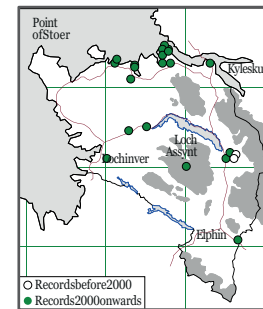 Point
ofStoer
Kylesku
Loch
Assynt
Lochinver
Elphin
Recordsbefore2000
Records2000onwards